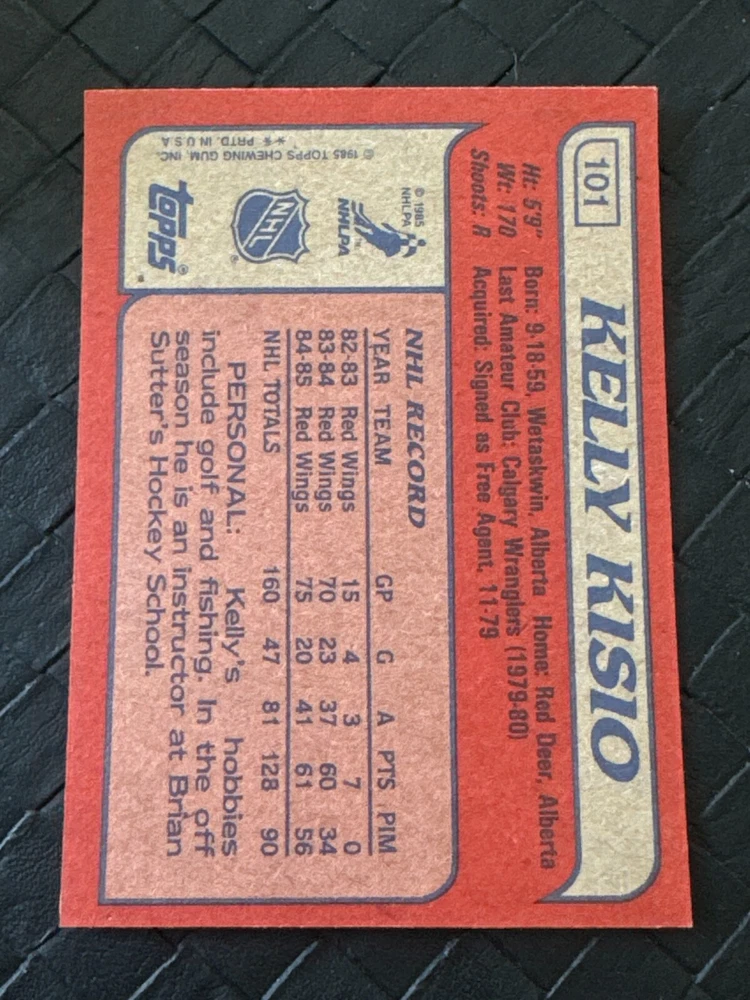 101
KELLY KISIO
Ht: 5'9" Born: 9-18-59, Wetaskwin, Alberta Home: Red Deer, Alberta
Wt: 170 Last Amateur Club: Calgary Wranglers (1979-80)
Shoots: R Acquired: Signed as Free Agent, 11-79
© 1985
NHLPA
NHLPA
TM
NHL
®
topps®
© 1985 TOPPS CHEWING GUM, INC.
** PRTD. IN U.S.A.
NHL RECORD
YEAR TEAM GP G A PTS PIM
82-83 Red Wings 15 4 3 7 0
83-84 Red Wings 70 23 37 60 34
84-85 Red Wings 75 20 41 61 56
NHL TOTALS 160 47 81 128 90
PERSONAL: Kelly's hobbies
include golf and fishing. In the off
season he is an instructor at Brian
Sutter's Hockey School.